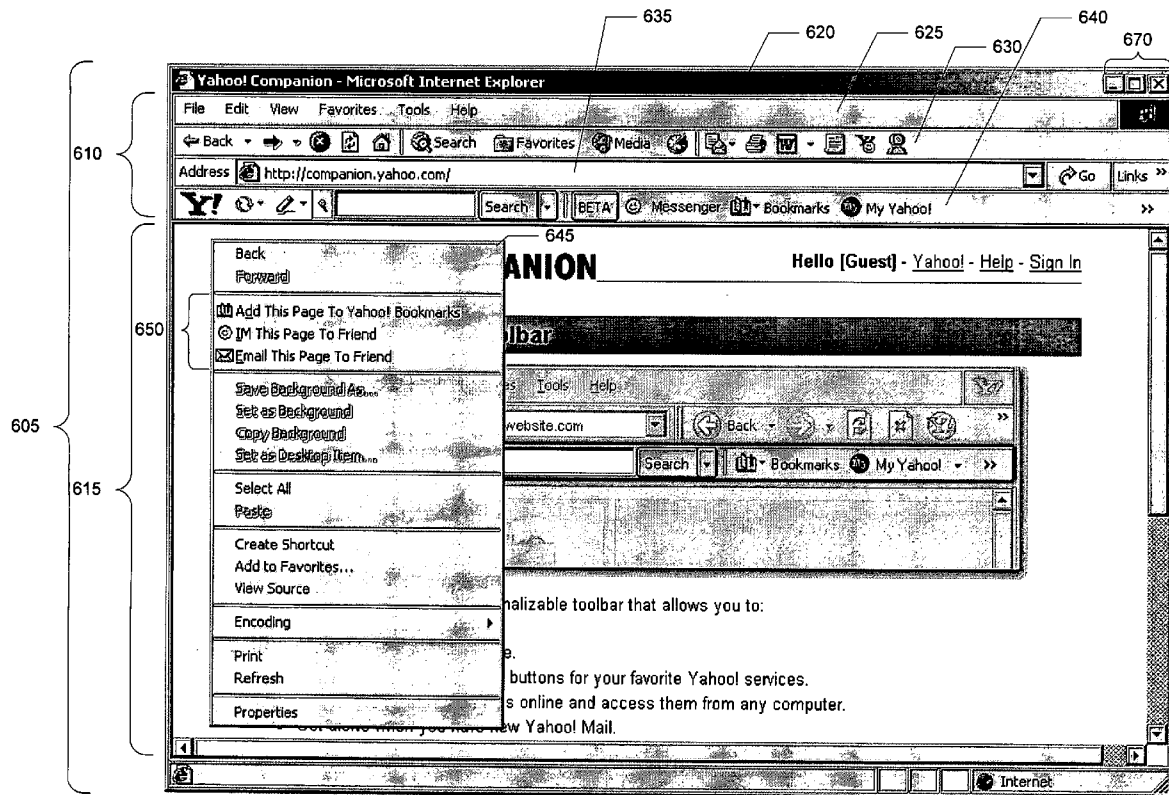 635 620 625 630 640 670
Yahoo! Companion - Microsoft Internet Explorer
610
File Edit View Favorites Tools Help
Back Search Favorites Media
Address http://companion.yahoo.com/ Go Links »
Y! Search BETA Messenger Bookmarks My Yahoo! »
645
ANION Hello [Guest] - Yahoo! - Help - Sign In
Back
Forward
650
Add This Page To Yahoo! Bookmarks
IM This Page To Friend
Email This Page To Friend
lbar
Tools Help
605
615
Save Background As...
Set as Background
Copy Background
Set as Desktop Item...
website.com Back »
Search Bookmarks My Yahoo! »
Select All
Paste
Create Shortcut
Add to Favorites...
View Source
Encoding
Print
Refresh
Properties
nalizable toolbar that allows you to:
e.
buttons for your favorite Yahoo! services.
s online and access them from any computer.
new Yahoo! Mail.
Internet